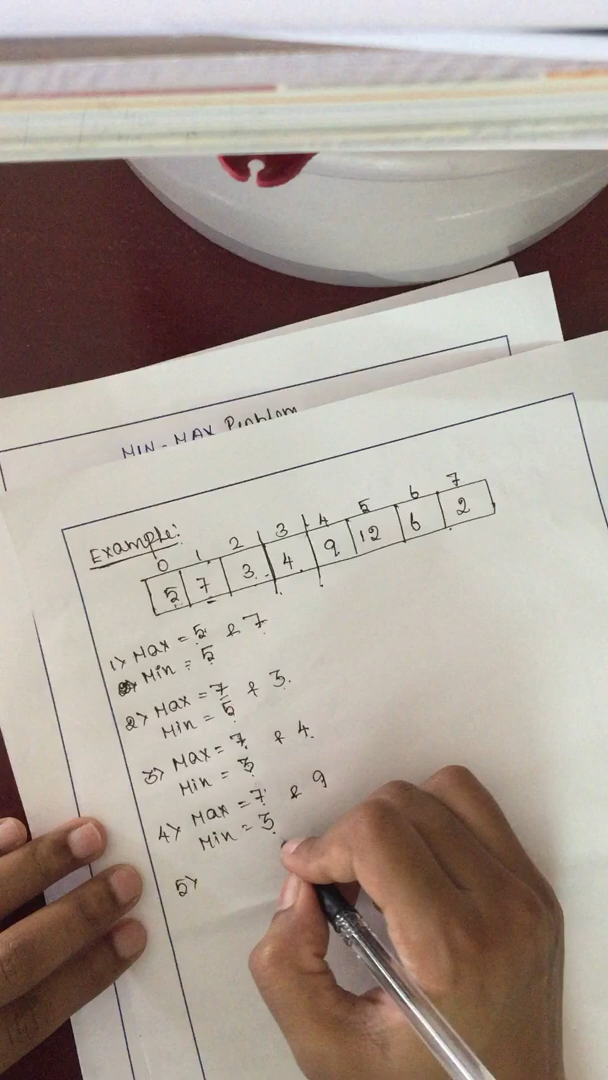 MIN - MAX Problem
Example:
0 1 2 3 4 5 6 7
5 7 3 4 9 12 6 2
1> Max = 5 & 7
Min = 5
2> Max = 7 & 3.
Min = 5
3> Max = 7 & 4.
Min = 3
4> Max = 7 & 9
Min = 3
5>